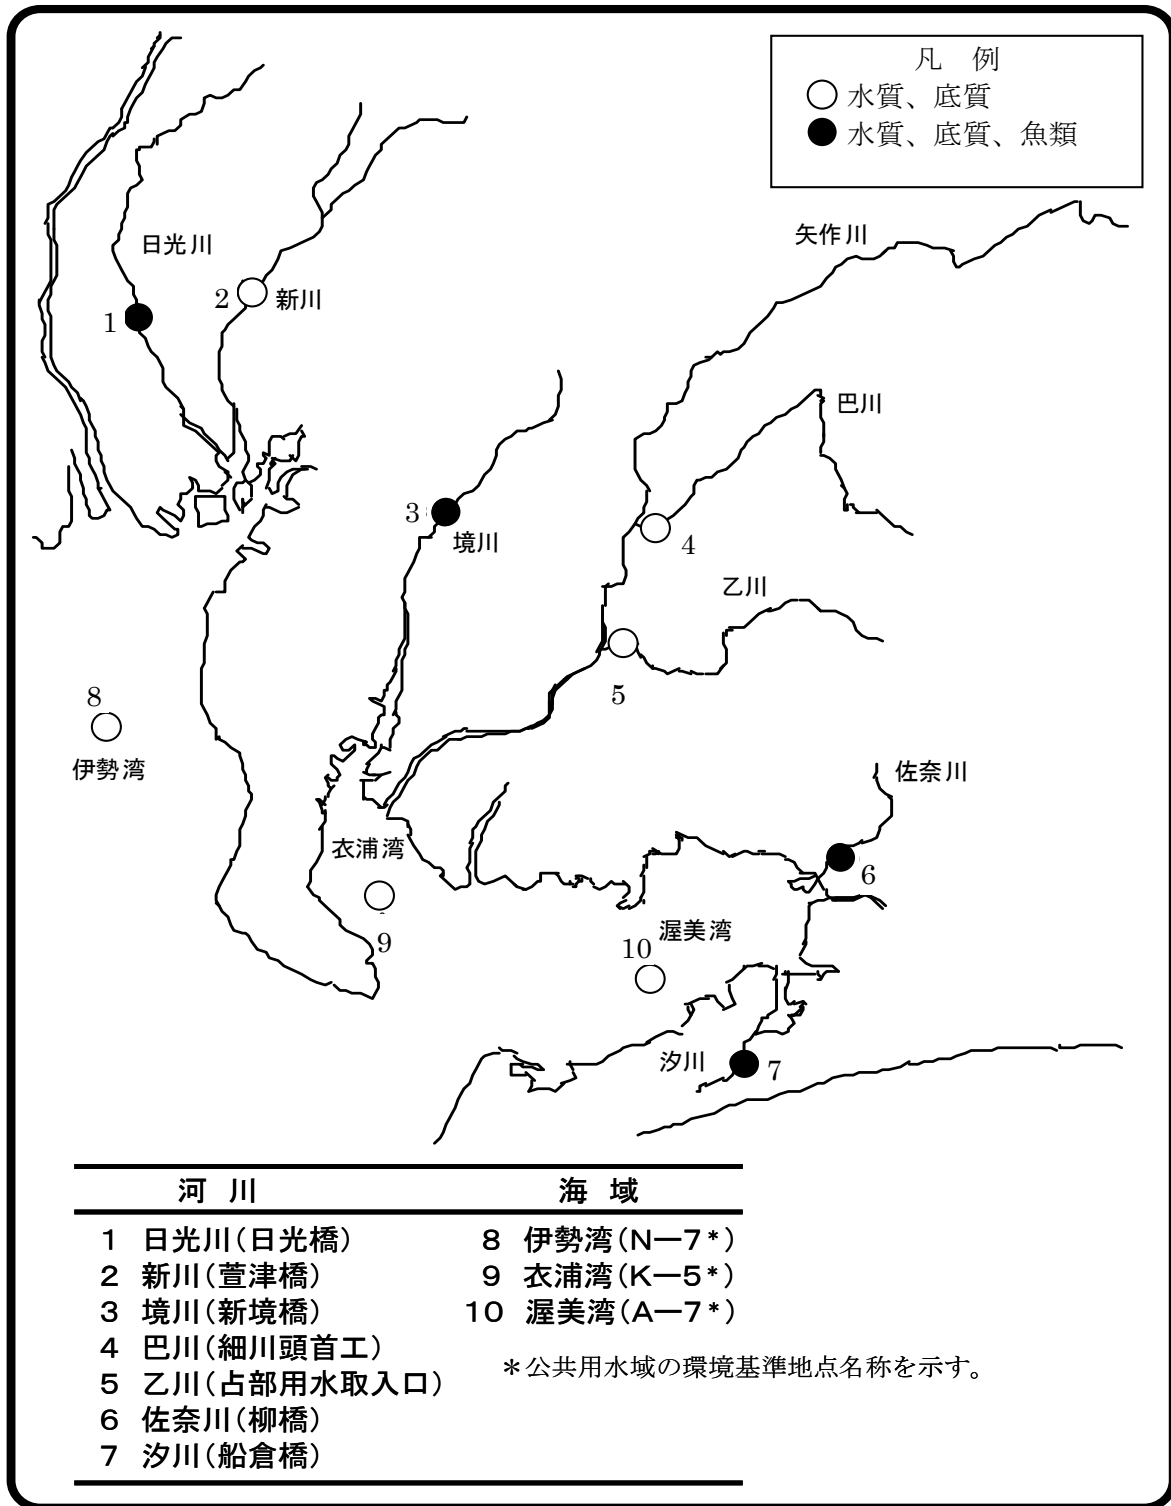 凡 例
○ 水質、底質
● 水質、底質、魚類
日光川
矢作川
2
新川
1
巴川
3
境川
4
乙川
5
8
伊勢湾
佐奈川
衣浦湾
6
渥美湾
10
9
汐川
7
河 川 海 域
1 日光川(日光橋) 8 伊勢湾(N―7*)
2 新川(萱津橋) 9 衣浦湾(K―5*)
3 境川(新境橋) 10 渥美湾(A―7*)
4 巴川(細川頭首工)
*公共用水域の環境基準地点名称を示す。
5 乙川(占部用水取入口)
6 佐奈川(柳橋)
7 汐川(船倉橋)